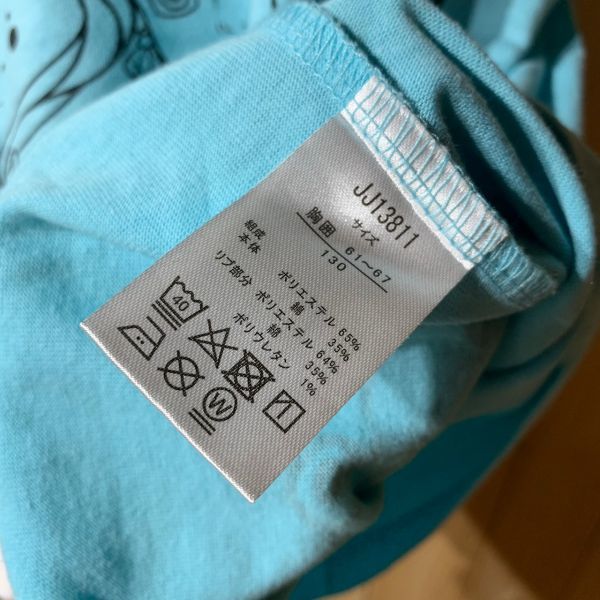 JJ13811
サイズ
胸囲 61～67
130
組成
本体 ポリエステル 65%
綿 35%
リブ部分 ポリエステル 64%
綿 35%
ポリウレタン 1%
40
W
1